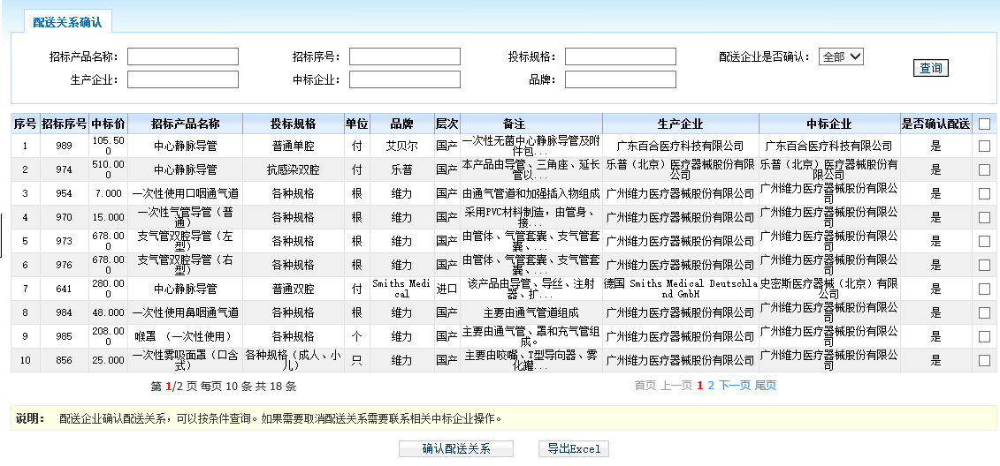 配送关系确认
招标产品名称： 招标序号： 投标规格： 配送企业是否确认： 全部
生产企业： 中标企业： 品牌： 查询
序号 招标序号 中标价 招标产品名称 投标规格 单位 品牌 层次 备注 生产企业 中标企业 是否确认配送
1 989 105.500 中心静脉导管 普通单腔 付 艾贝尔 国产 一次性无菌中心静脉导管及附件包... 广东百合医疗科技有限公司 广东百合医疗科技有限公司 是
2 974 510.000 中心静脉导管 抗感染双腔 付 乐普 国产 本产品由导管、三角座、延长管以... 乐普（北京）医疗器械股份有限公司 乐普（北京）医疗器械股份有限公司 是
3 954 7.000 一次性使用口咽通气道 各种规格 根 维力 国产 由通气管道和加强插入物组成 广州维力医疗器械股份有限公司 广州维力医疗器械股份有限公司 是
4 970 15.000 一次性气管导管（普通） 各种规格 根 维力 国产 采用PVC材料制造，由管身、接... 广州维力医疗器械股份有限公司 广州维力医疗器械股份有限公司 是
5 973 678.000 支气管双腔导管（左型） 各种规格 根 维力 国产 由管体、气管套囊、支气管套囊、... 广州维力医疗器械股份有限公司 广州维力医疗器械股份有限公司 是
6 976 678.000 支气管双腔导管（右型） 各种规格 根 维力 国产 由管体、气管套囊、支气管套囊、... 广州维力医疗器械股份有限公司 广州维力医疗器械股份有限公司 是
7 641 280.000 中心静脉导管 普通双腔 付 Smiths Medical 进口 该产品由导管、导丝、注射器、扩... 德国 Smiths Medical Deutschland GmbH 史密斯医疗器械（北京）有限公司 是
8 984 48.000 一次性使用鼻咽通气道 各种规格 根 维力 国产 主要由通气管道组成 广州维力医疗器械股份有限公司 广州维力医疗器械股份有限公司 是
9 985 208.000 喉罩 （一次性使用） 各种规格 个 维力 国产 主要由通气管、罩和充气管组成。 广州维力医疗器械股份有限公司 广州维力医疗器械股份有限公司 是
10 856 25.000 一次性雾吸面罩（口含式） 各种规格（成人、小儿） 只 维力 国产 主要由咬嘴、T型导向器、雾化罐... 广州维力医疗器械股份有限公司 广州维力医疗器械股份有限公司 是
第 1/2 页 每页 10 条 共 18 条 首页 上一页 1 2 下一页 尾页
说明： 配送企业确认配送关系，可以按条件查询。如果需要取消配送关系需要联系相关中标企业操作。
确认配送关系 导出Excel